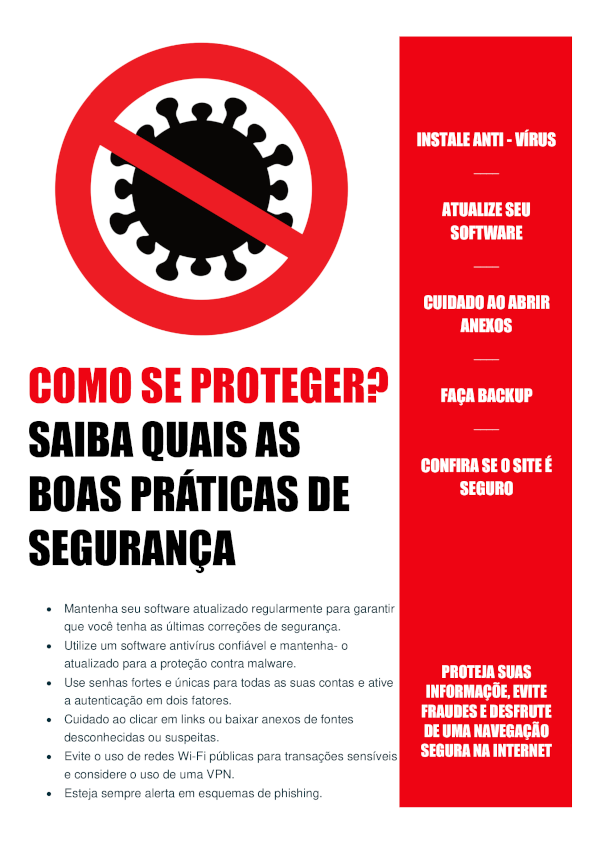 COMO SE PROTEGER?
SAIBA QUAIS AS
BOAS PRÁTICAS DE
SEGURANÇA
• Mantenha seu software atualizado regularmente para garantir
que você tenha as últimas correções de segurança.
• Utilize um software antivírus confiável e mantenha- o
atualizado para a proteção contra malware.
• Use senhas fortes e únicas para todas as suas contas e ative
a autenticação em dois fatores.
• Cuidado ao clicar em links ou baixar anexos de fontes
desconhecidas ou suspeitas.
• Evite o uso de redes Wi-Fi públicas para transações sensíveis
e considere o uso de uma VPN.
• Esteja sempre alerta em esquemas de phishing.
INSTALE ANTI - VÍRUS
ATUALIZE SEU
SOFTWARE
CUIDADO AO ABRIR
ANEXOS
FAÇA BACKUP
CONFIRA SE O SITE É
SEGURO
PROTEJA SUAS
INFORMAÇÕE, EVITE
FRAUDES E DESFRUTE
DE UMA NAVEGAÇÃO
SEGURA NA INTERNET